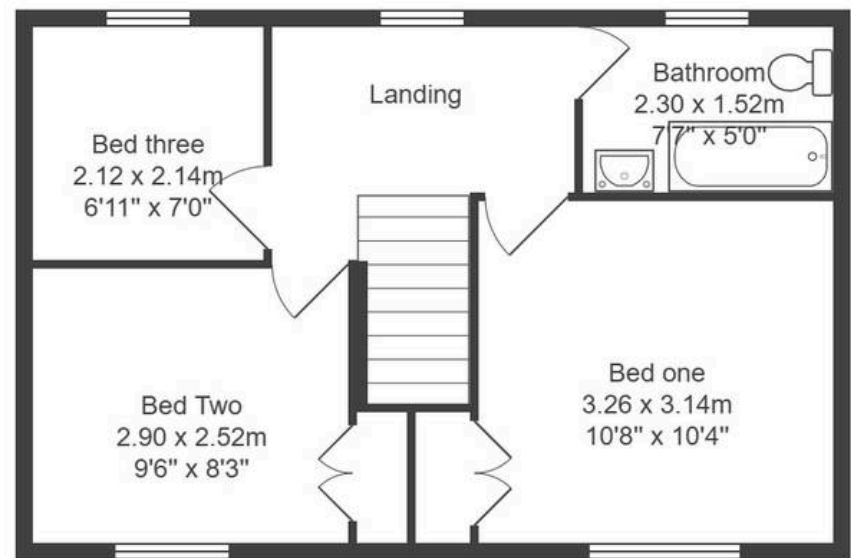 Landing
Bathroom
2.30 x 1.52m
7'7" x 5'0"
Bed three
2.12 x 2.14m
6'11" x 7'0"
Bed Two
2.90 x 2.52m
9'6" x 8'3"
Bed one
3.26 x 3.14m
10'8" x 10'4"